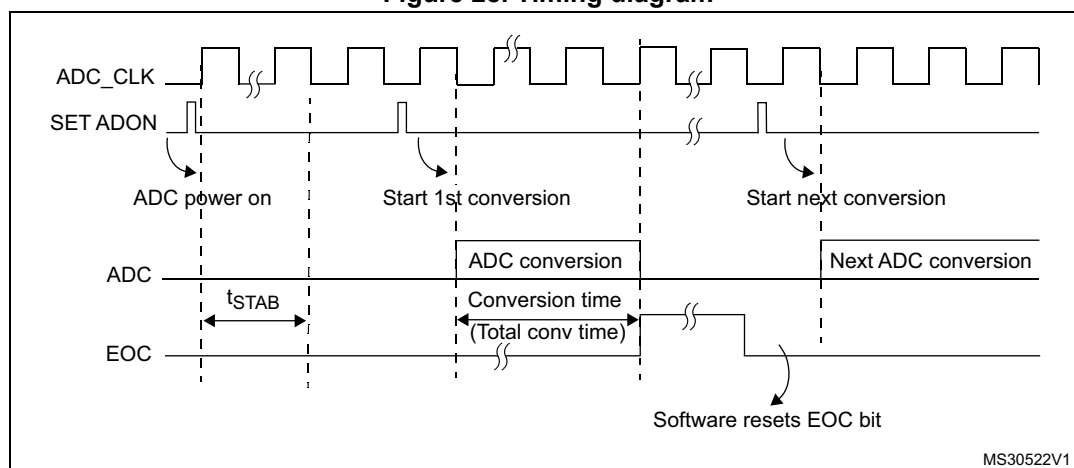 Figure 28. Timing diagram
ADC_CLK
SET ADON
ADC power on
Start 1st conversion
Start next conversion
ADC
ADC conversion
Next ADC conversion
tSTAB
Conversion time
(Total conv time)
EOC
Software resets EOC bit
MS30522V1